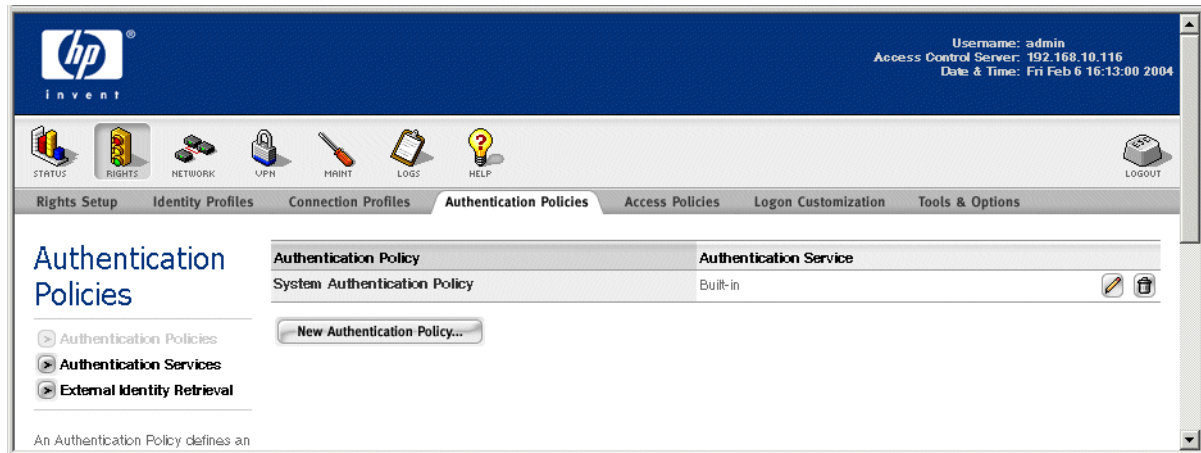 hp ®
invent
Username: admin
Access Control Server: 192.168.10.116
Date & Time: Fri Feb 6 16:13:00 2004
STATUS RIGHTS NETWORK VPN MAINT LOGS HELP LOGOUT
Rights Setup Identity Profiles Connection Profiles Authentication Policies Access Policies Logon Customization Tools & Options
Authentication
Policies
Authentication Policies
Authentication Services
External Identity Retrieval
An Authentication Policy defines an
Authentication Policy Authentication Service
System Authentication Policy Built-in
New Authentication Policy...